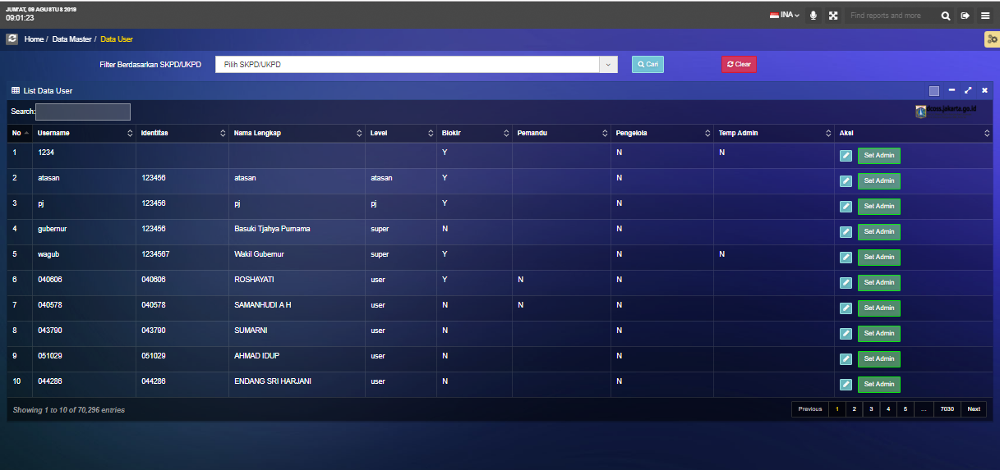 JUM'AT, 09 AGUSTUS 2019
09:01:23
INA
Find reports and more
Home / Data Master / Data User
Filter Berdasarkan SKPD/UKPD Pilih SKPD/UKPD Cari Clear
List Data User
Search:
jakarta.go.id
No Username Identitas Nama Lengkap Level Blokir Pemandu Pengelola Temp Admin Aksi
1 1234 Y N N Set Admin
2 atasan 123456 atasan atasan Y N Set Admin
3 pj 123456 pj pj Y N Set Admin
4 gubernur 123456 Basuki Tjahya Purnama super N N Set Admin
5 wagub 1234567 Wakil Gubernur super Y N N Set Admin
6 040606 040606 ROSHAYATI user Y N N Set Admin
7 040578 040578 SAMANHUDI A H user N N N Set Admin
8 043790 043790 SUMARNI user N N Set Admin
9 051029 051029 AHMAD IDUP user N N Set Admin
10 044286 044286 ENDANG SRI HARJANI user N N Set Admin
Showing 1 to 10 of 70,296 entries Previous 1 2 3 4 5 ... 7030 Next